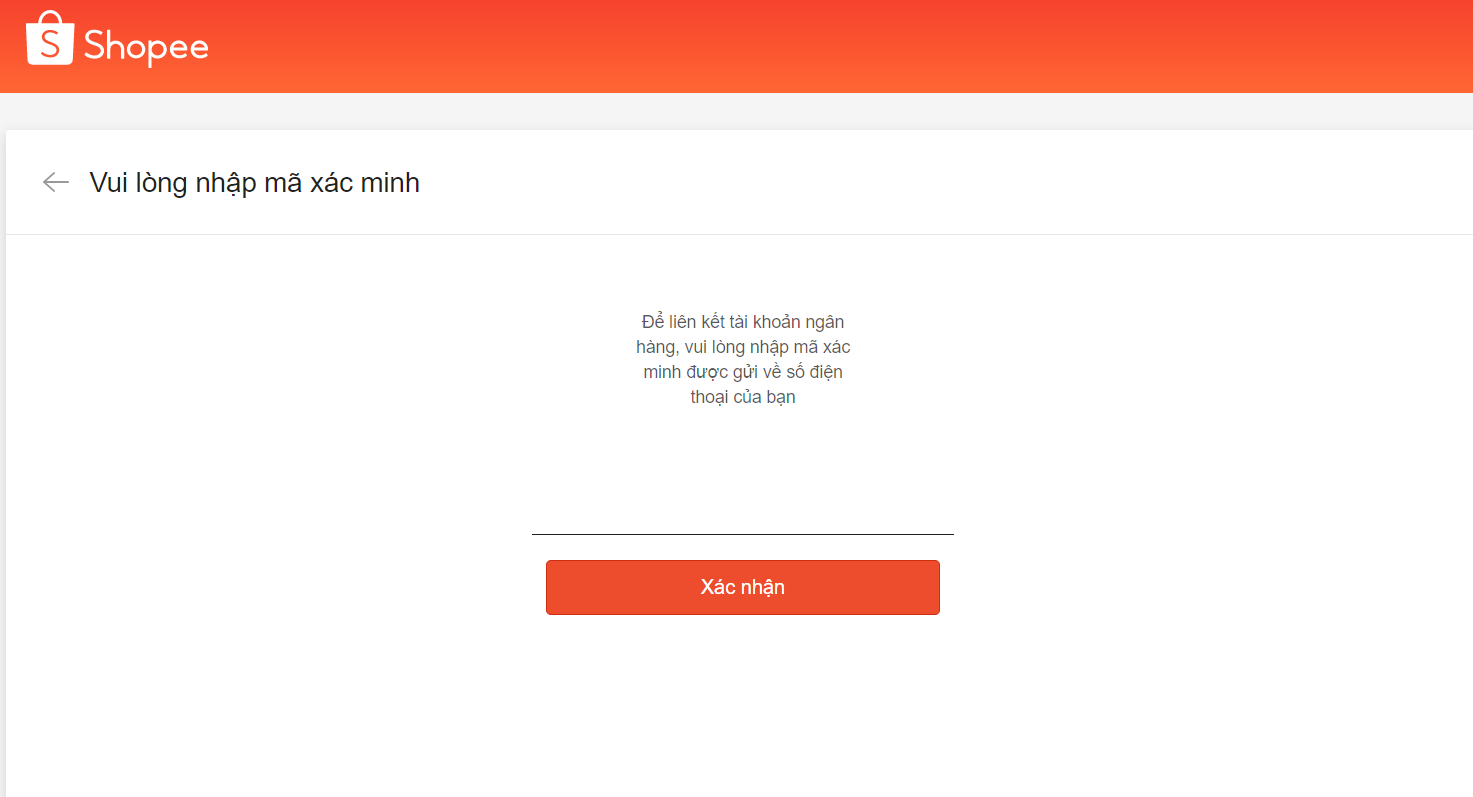 S Shopee
Vui lòng nhập mã xác minh
Để liên kết tài khoản ngân
hàng, vui lòng nhập mã xác
minh được gửi về số điện
thoại của bạn
Xác nhận